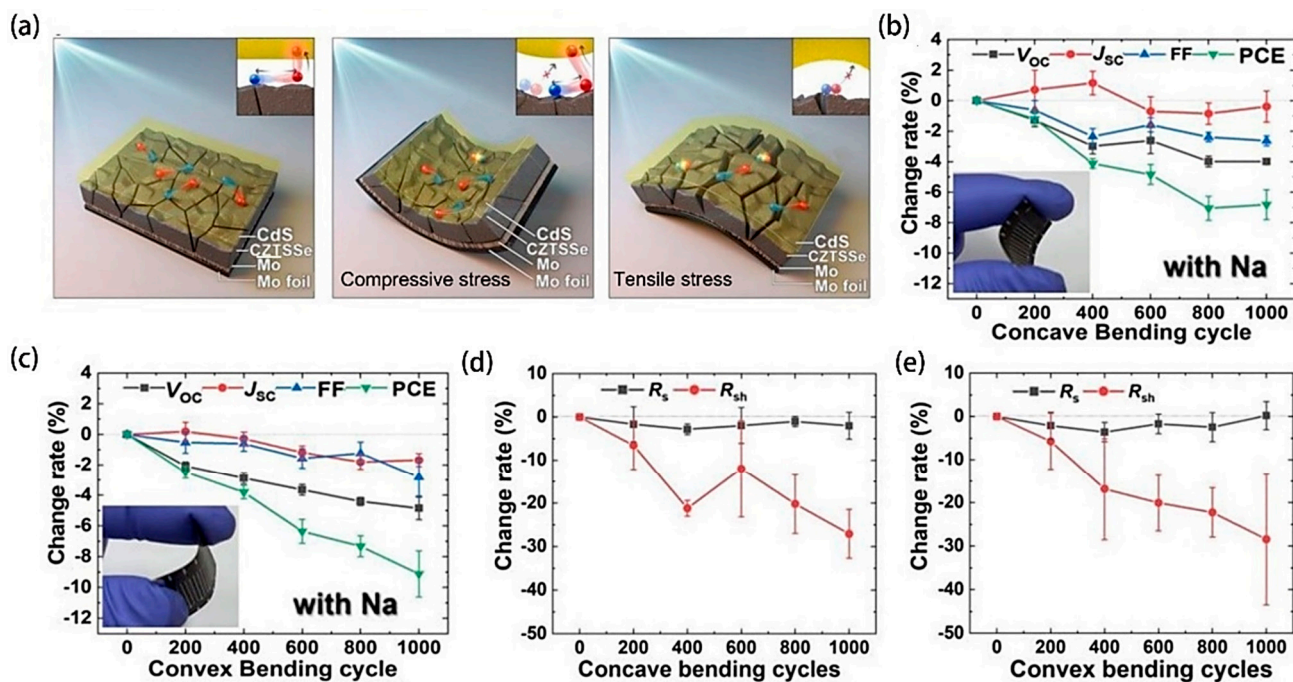 (a)
CdS
CZTSSe
Mo
Mo foil
Compressive stress
CdS
CZTSSe
Mo
Mo foil
Tensile stress
CdS
CZTSSe
Mo
Mo foil
(b)
Change rate (%)
4
2
0
-2
-4
-6
-8
-10
-12
VOC JSC FF PCE
with Na
0 200 400 600 800 1000
Concave Bending cycle
(c)
Change rate (%)
4
2
0
-2
-4
-6
-8
-10
-12
VOC JSC FF PCE
with Na
0 200 400 600 800 1000
Convex Bending cycle
(d)
Change rate (%)
10
0
-10
-20
-30
-40
-50
Rs Rsh
0 200 400 600 800 1000
Concave bending cycles
(e)
Change rate (%)
10
0
-10
-20
-30
-40
-50
Rs Rsh
0 200 400 600 800 1000
Convex bending cycles